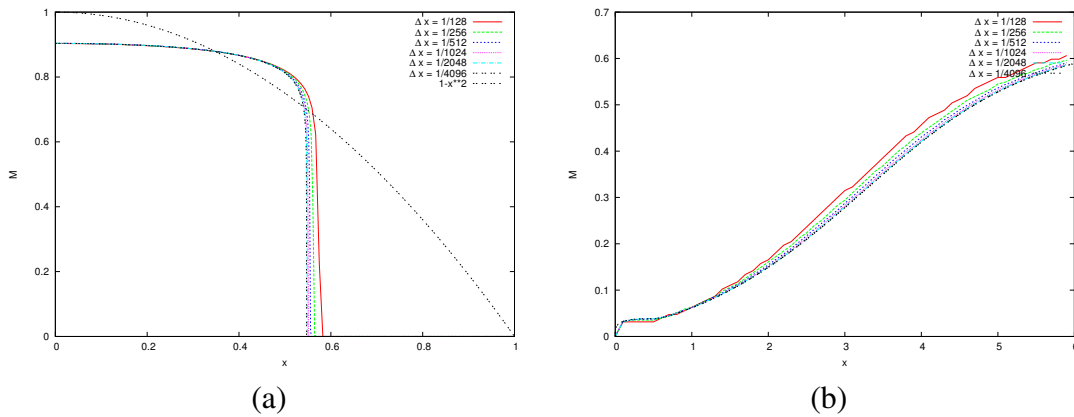 Δ x = 1/128
Δ x = 1/256
Δ x = 1/512
Δ x = 1/1024
Δ x = 1/2048
Δ x = 1/4096
1-x**2
M
1
0.8
0.6
0.4
0.2
0
0 0.2 0.4 0.6 0.8 1
x
(a)
Δ x = 1/128
Δ x = 1/256
Δ x = 1/512
Δ x = 1/1024
Δ x = 1/2048
Δ x = 1/4096
M
0.7
0.6
0.5
0.4
0.3
0.2
0.1
0
0 1 2 3 4 5 6
x
(b)